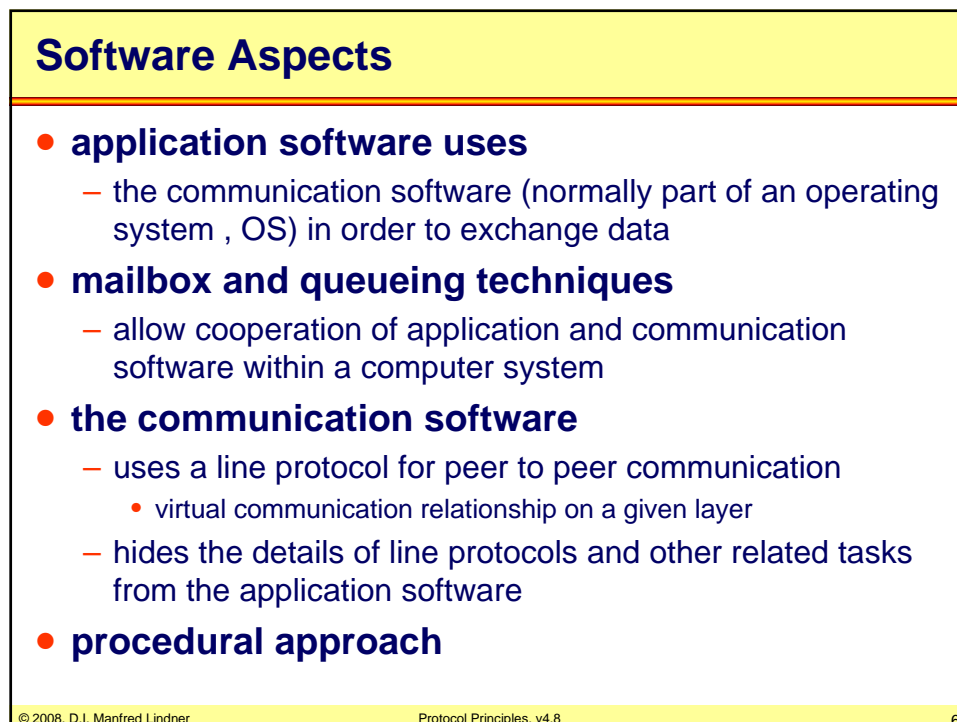 Software Aspects
• application software uses
– the communication software (normally part of an operating
system , OS) in order to exchange data
• mailbox and queueing techniques
– allow cooperation of application and communication
software within a computer system
• the communication software
– uses a line protocol for peer to peer communication
• virtual communication relationship on a given layer
– hides the details of line protocols and other related tasks
from the application software
• procedural approach
© 2008, D.I. Manfred Lindner Protocol Principles, v4.8 6